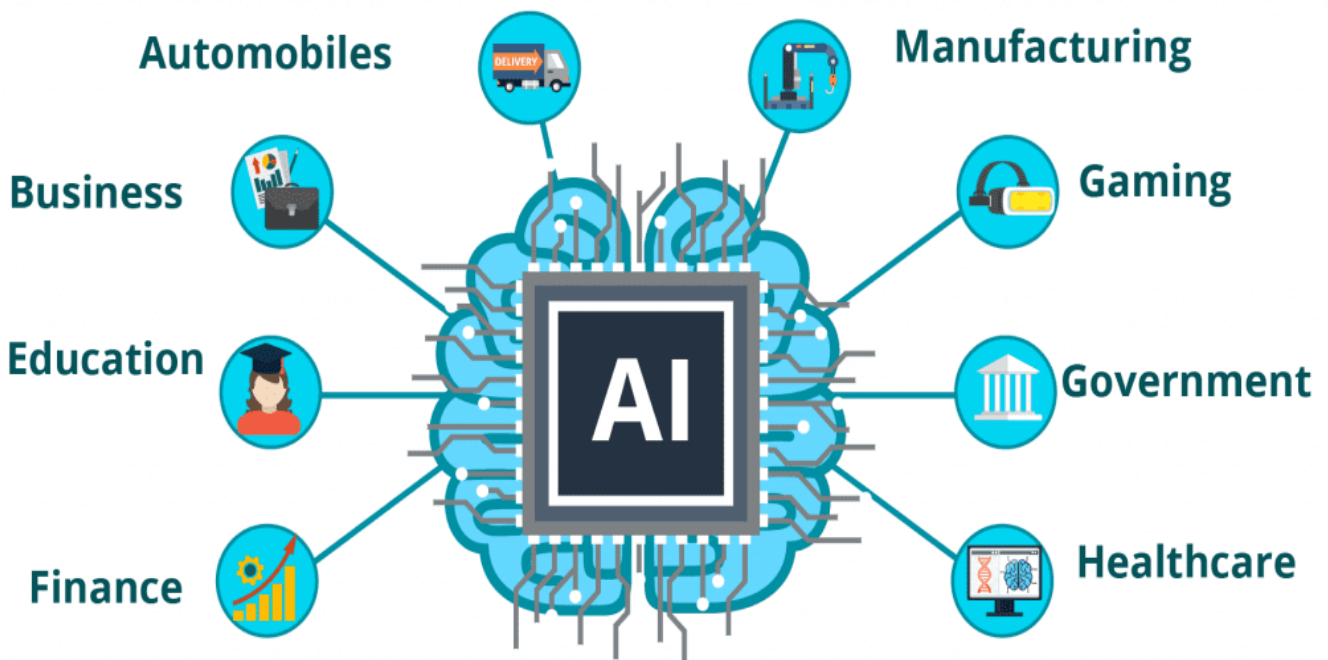 Automobiles
DELIVERY
Manufacturing
Business
Gaming
Education
AI
Government
Finance
Healthcare